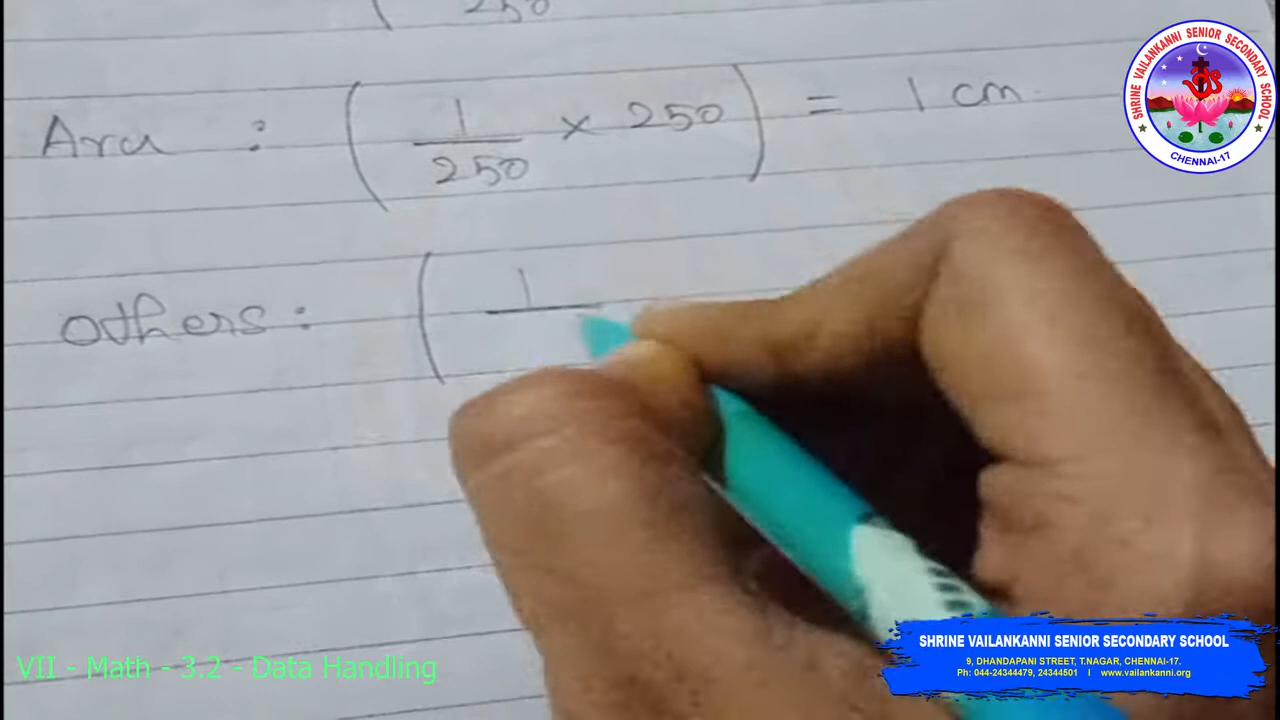 250
Area : ( 1/250 × 250 ) = 1 cm.
others : ( 1
SHRINE VAILANKANNI SENIOR SECONDARY SCHOOL
CHENNAI-17
VII - Math - 3.2 - Data Handling
SHRINE VAILANKANNI SENIOR SECONDARY SCHOOL
9, DHANDAPANI STREET, T.NAGAR, CHENNAI-17.
Ph: 044-24344479, 24344501 I www.vailankanni.org